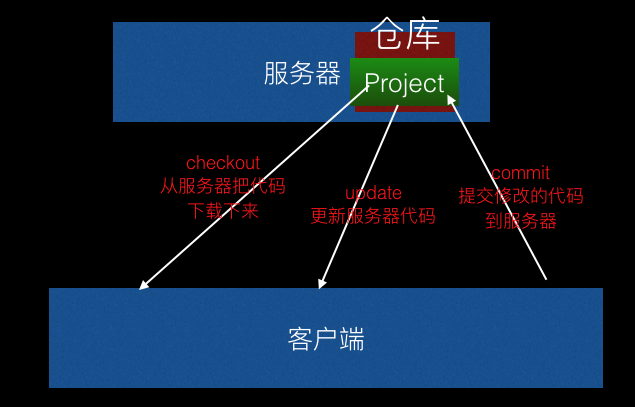 仓库
服务器
Project
checkout
从服务器把代码
下载下来
update
更新服务器代码
commit
提交修改的代码
到服务器
客户端